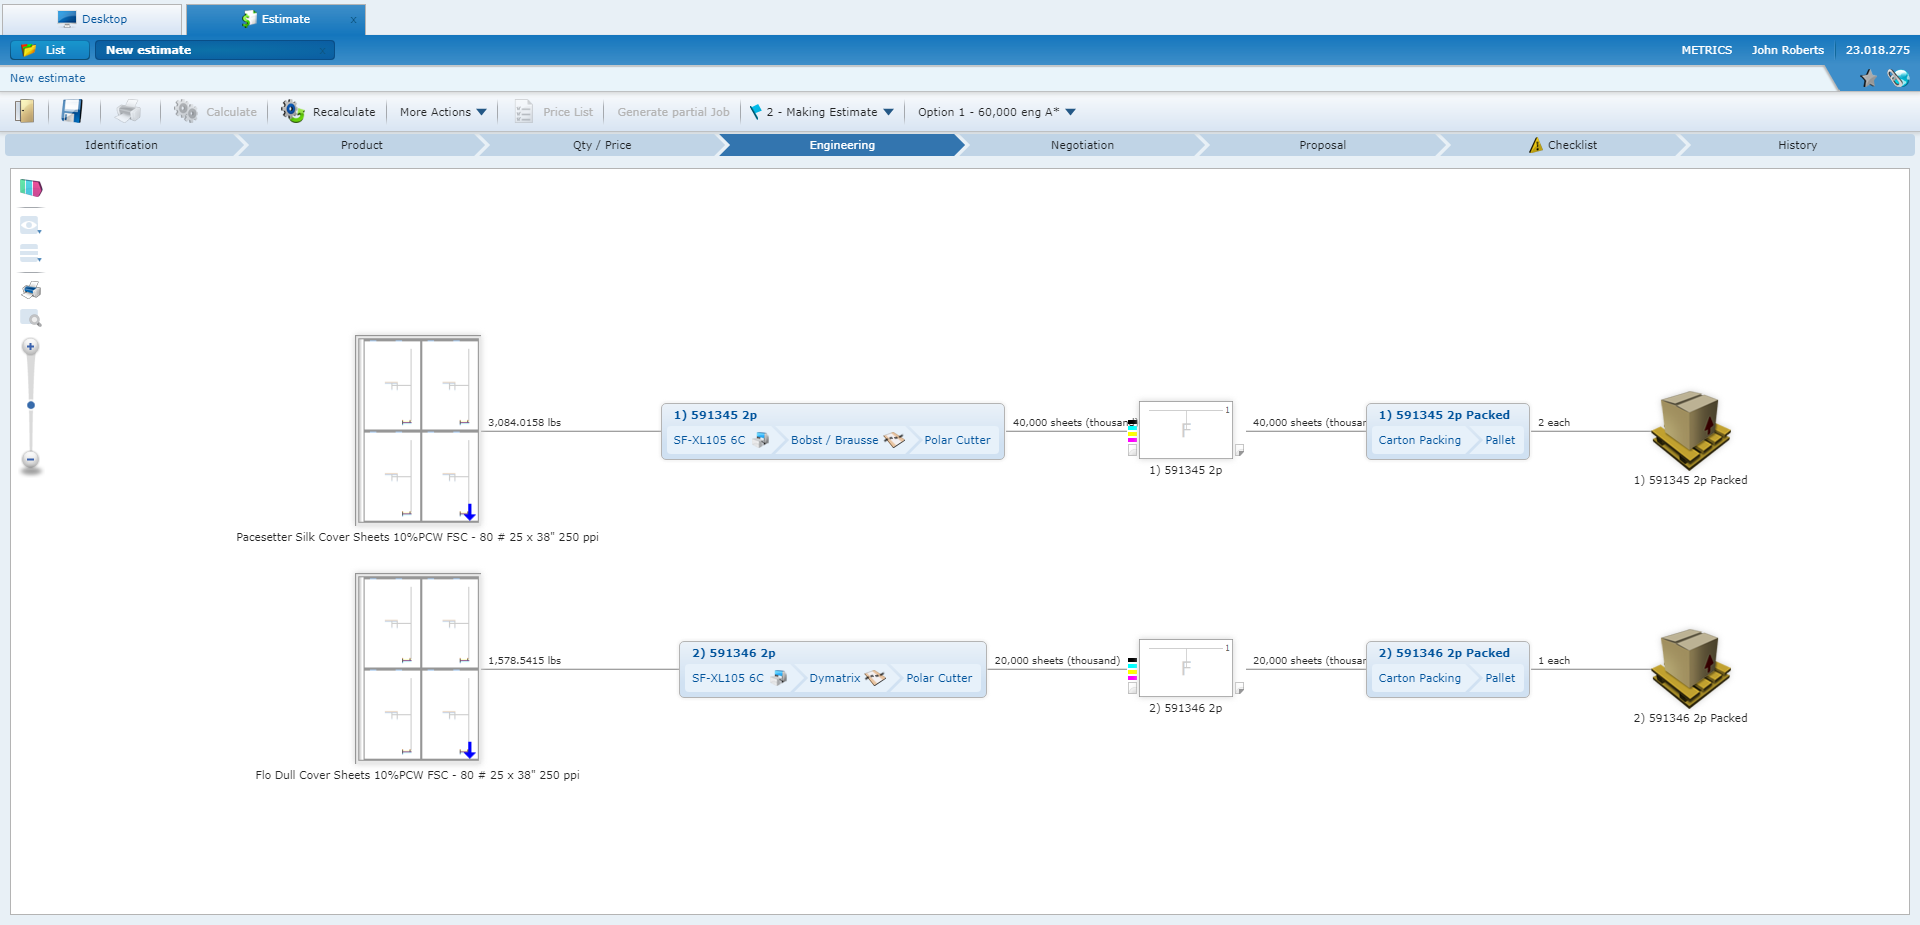 Desktop
Estimate x
List
New estimate
METRICS John Roberts 23.018.275
New estimate
Calculate Recalculate More Actions Price List Generate partial Job 2 - Making Estimate Option 1 - 60,000 eng A*
Identification Product Qty / Price Engineering Negotiation Proposal Checklist History
3,084.0158 lbs
1) 591345 2p
SF-XL105 6C Bobst / Brausse Polar Cutter
40,000 sheets (thousand)
1
F
1) 591345 2p
40,000 sheets (thousar
1) 591345 2p Packed
Carton Packing Pallet
2 each
1) 591345 2p Packed
Pacesetter Silk Cover Sheets 10%PCW FSC - 80 # 25 x 38" 250 ppi
1,578.5415 lbs
2) 591346 2p
SF-XL105 6C Dymatrix Polar Cutter
20,000 sheets (thousand)
1
F
2) 591346 2p
20,000 sheets (thousar
2) 591346 2p Packed
Carton Packing Pallet
1 each
2) 591346 2p Packed
Flo Dull Cover Sheets 10%PCW FSC - 80 # 25 x 38" 250 ppi